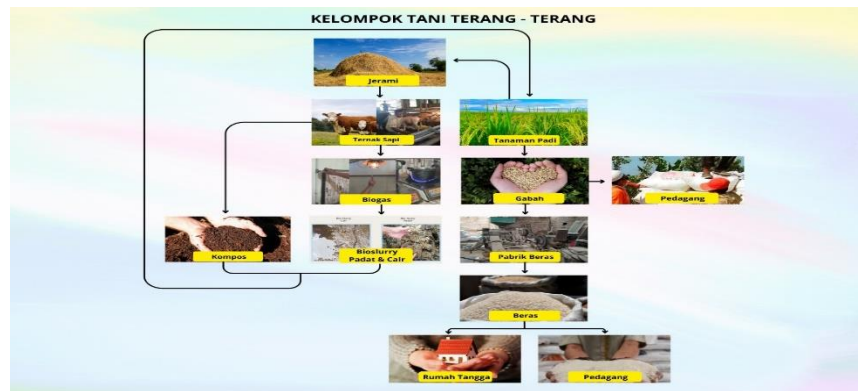 KELOMPOK TANI TERANG - TERANG
Jerami
Ternak Sapi
Tanaman Padi
Biogas
Gabah
Pedagang
Kompos
Bioslurry
Padat & Cair
Pabrik Beras
Beras
Rumah Tangga
Pedagang